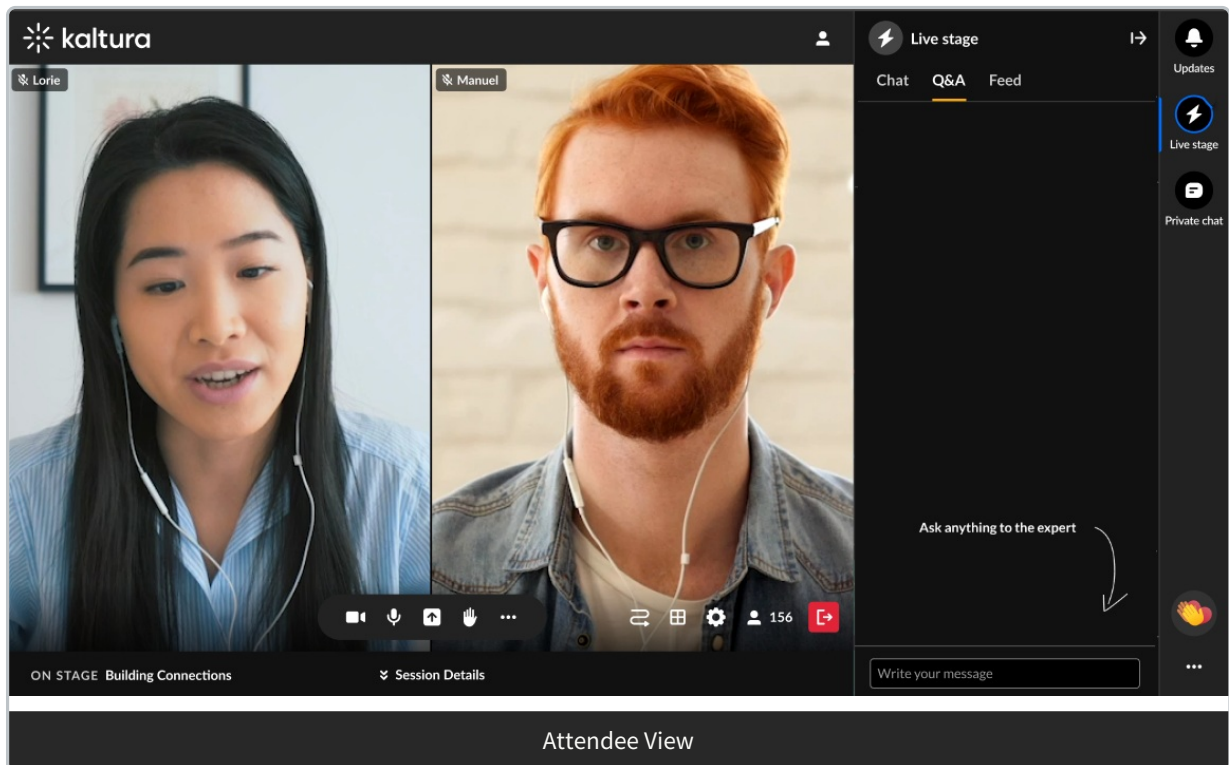 kaltura
Lorie
Manuel
Live stage
Chat Q&A Feed
Updates
Live stage
Private chat
Ask anything to the expert
156
ON STAGE Building Connections
Session Details
Write your message
Attendee View